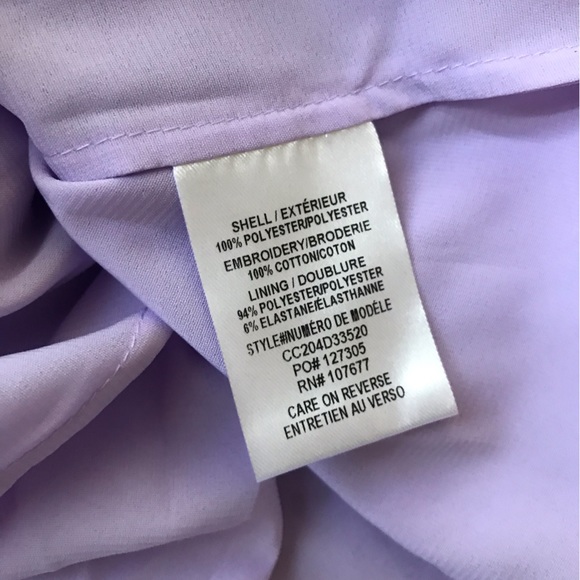 SHELL / EXTÉRIEUR
100% POLYESTER/POLYESTER
EMBROIDERY/BRODERIE
100% COTTON/COTON
LINING / DOUBLURE
94% POLYESTER/POLYESTER
6% ELASTANE/ÉLASTHANNE
STYLE#/NUMÉRO DE MODÈLE
CC204D33520
PO# 127305
RN# 107677
CARE ON REVERSE
ENTRETIEN AU VERSO